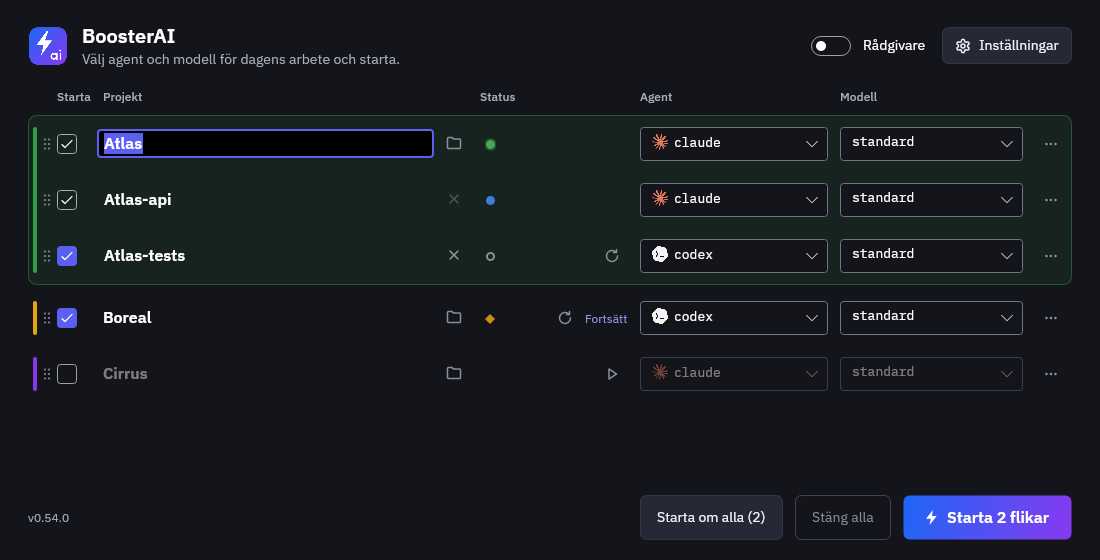 ai
BoosterAI
Välj agent och modell för dagens arbete och starta.
Rådgivare
Inställningar
Starta Projekt Status Agent Modell
Atlas claude standard
Atlas-api claude standard
Atlas-tests codex standard
Boreal Fortsätt codex standard
Cirrus claude standard
v0.54.0
Starta om alla (2)
Stäng alla
Starta 2 flikar